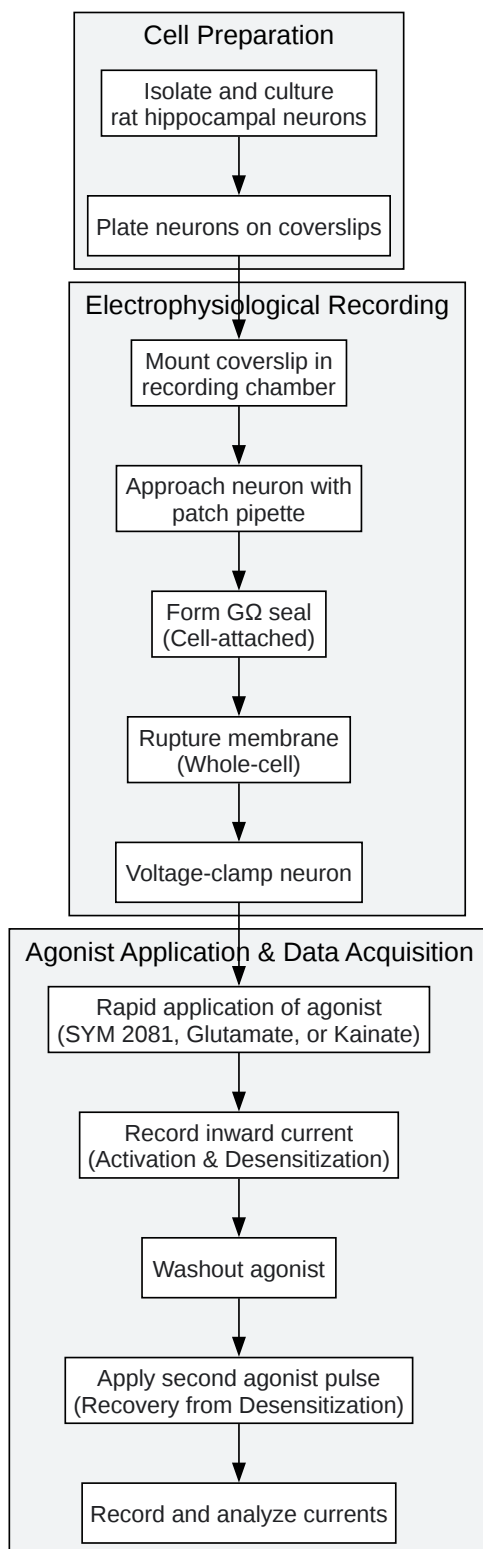 Cell Preparation
Isolate and culture
rat hippocampal neurons
Plate neurons on coverslips
Electrophysiological Recording
Mount coverslip in
recording chamber
Approach neuron with
patch pipette
Form GΩ seal
(Cell-attached)
Rupture membrane
(Whole-cell)
Voltage-clamp neuron
Agonist Application & Data Acquisition
Rapid application of agonist
(SYM 2081, Glutamate, or Kainate)
Record inward current
(Activation & Desensitization)
Washout agonist
Apply second agonist pulse
(Recovery from Desensitization)
Record and analyze currents